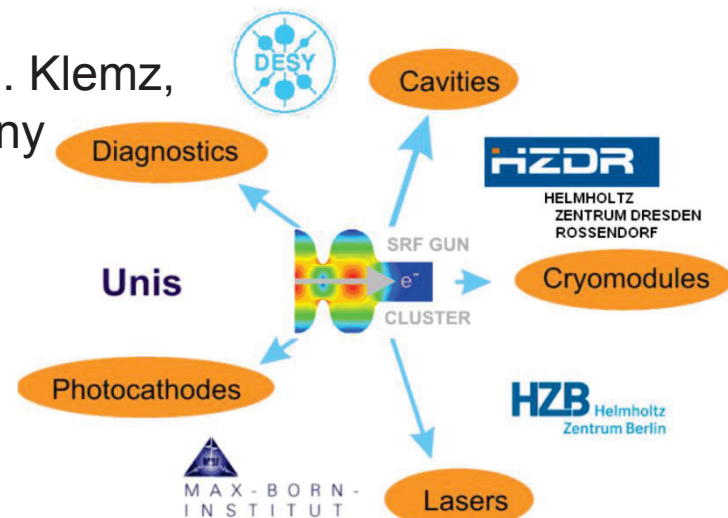 . Klemz,
ny
DESY
Cavities
Diagnostics
HZDR
HELMHOLTZ
ZENTRUM DRESDEN
ROSSENDORF
SRF GUN
Unis
e⁻
Cryomodules
CLUSTER
Photocathodes
HZB Helmholtz
Zentrum Berlin
MBI
MAX-BORN-
INSTITUT
Lasers